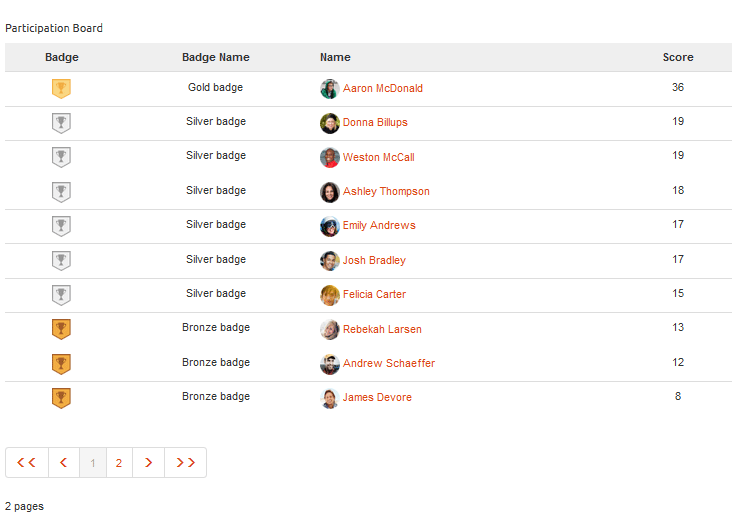 Participation Board
Badge Badge Name Name Score
Gold badge Aaron McDonald 36
Silver badge Donna Billups 19
Silver badge Weston McCall 19
Silver badge Ashley Thompson 18
Silver badge Emily Andrews 17
Silver badge Josh Bradley 17
Silver badge Felicia Carter 15
Bronze badge Rebekah Larsen 13
Bronze badge Andrew Schaeffer 12
Bronze badge James Devore 8
<< < 1 2 > >>
2 pages